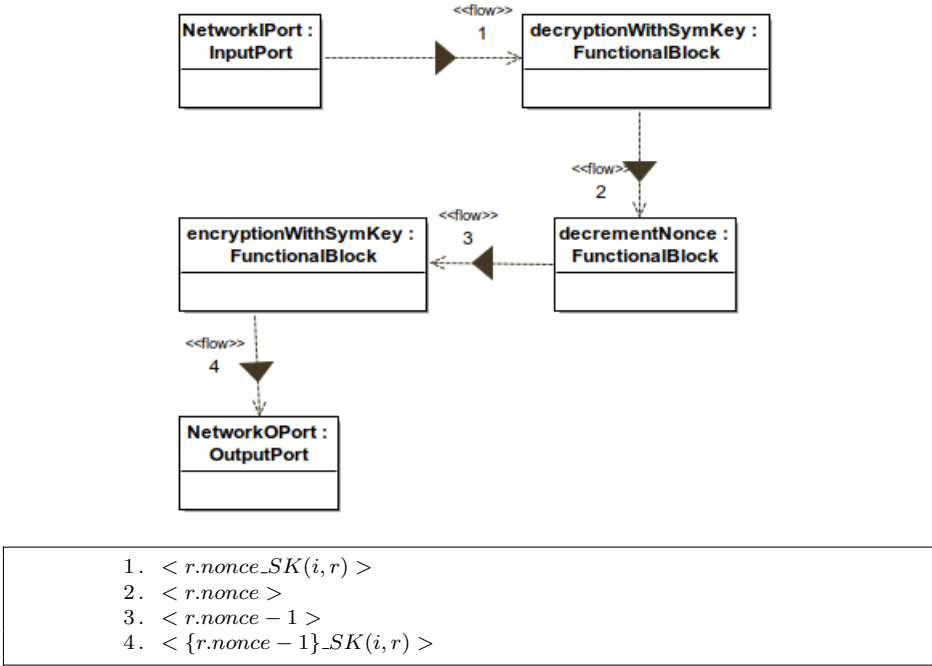 <<flow>>
1
NetworkIPort :
InputPort
decryptionWithSymKey :
FunctionalBlock
<<flow>>
2
encryptionWithSymKey :
FunctionalBlock
<<flow>>
3
decrementNonce :
FunctionalBlock
<<flow>>
4
NetworkOPort :
OutputPort
1. < r.nonce_SK(i, r) >
2. < r.nonce >
3. < r.nonce − 1 >
4. < {r.nonce − 1}_SK(i, r) >